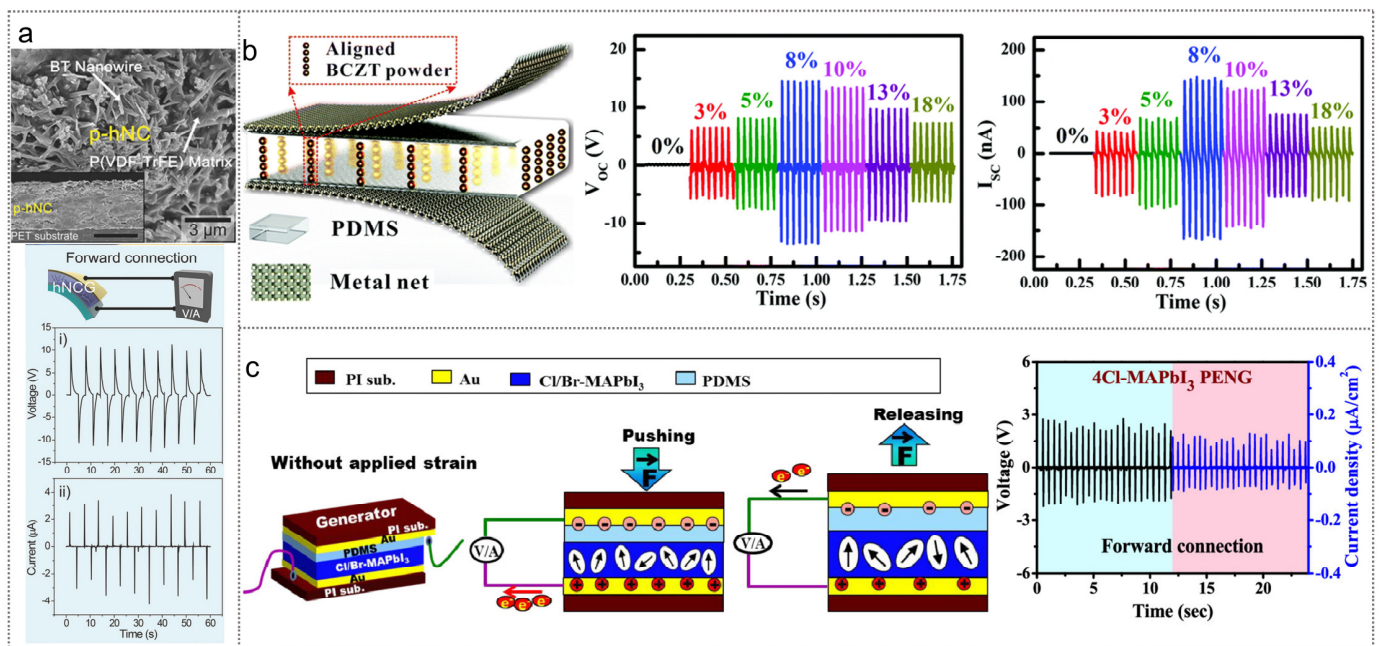 a
BT Nanowire
p-hNC
P(VDF-TrFE) Matrix
p-hNC
PET substrate
3 μm
Forward connection
hNCG
V/A
i)
Voltage (V)
15
10
5
0
-5
-10
-15
0 10 20 30 40 50 60
ii)
Current (μA)
4
2
0
-2
-4
0 10 20 30 40 50 60
Time (s)
b
Aligned
BCZT powder
PDMS
Metal net
V_OC (V)
20
10
0
-10
0% 3% 5% 8% 10% 13% 18%
0.00 0.25 0.50 0.75 1.00 1.25 1.50 1.75
Time (s)
I_SC (nA)
200
100
0
-100
-200
0% 3% 5% 8% 10% 13% 18%
0.00 0.25 0.50 0.75 1.00 1.25 1.50 1.75
Time (s)
c
PI sub. Au Cl/Br-MAPbI₃ PDMS
Without applied strain
Generator
PI sub.
Au
PDMS
Cl/Br-MAPbI₃
Au
PI sub.
Pushing
F
V/A
e⁻ e⁻ e⁻
Releasing
F
e⁻ e⁻
V/A
4Cl-MAPbI₃ PENG
Voltage (V)
6
3
0
-3
-6
Forward connection
0 5 10 15 20
Time (sec)
0.4
0.2
0.0
-0.2
-0.4
Current density (μA/cm²)